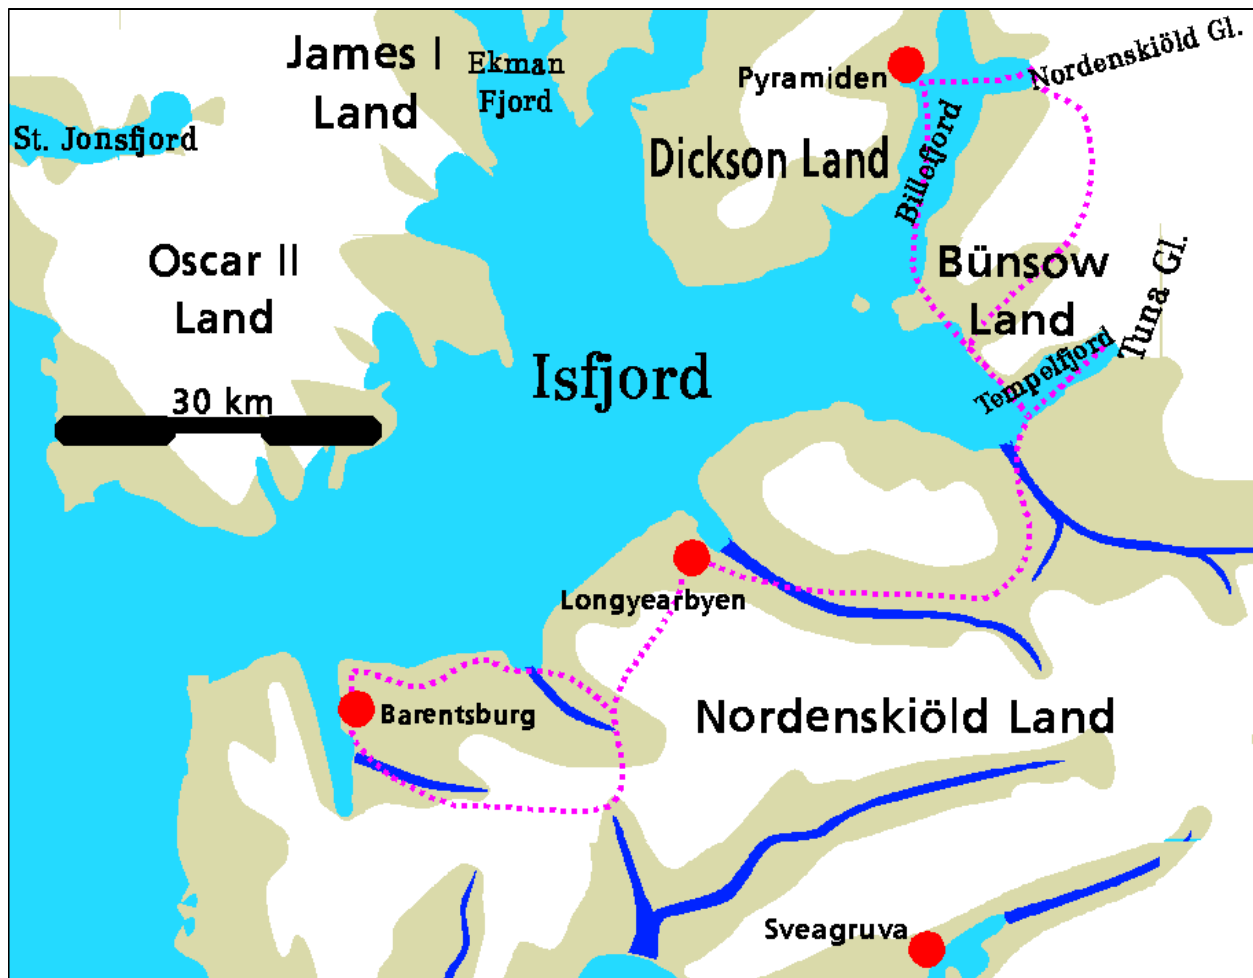 James I
Land
Ekman
Fjord
Pyramiden
Nordenskiöld Gl.
St. Jonsfjord
Dickson Land
Billefjord
Oscar II
Land
Bünsow
Land
Tuna Gl.
Tempelfjord
Isfjord
30 km
Longyearbyen
Barentsburg
Nordenskiöld Land
Sveagruva